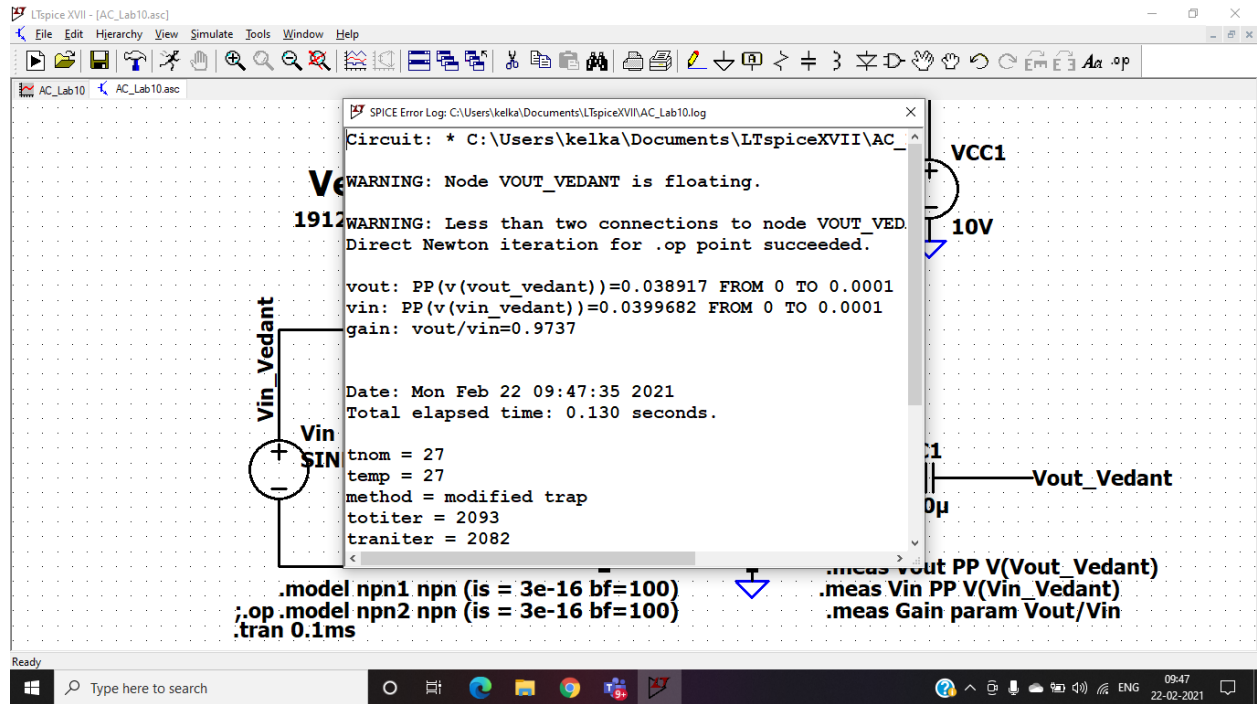 LTspice XVII - [AC_Lab10.asc]
File Edit Hierarchy View Simulate Tools Window Help
Aa .op
AC_Lab10 AC_Lab10.asc
SPICE Error Log: C:\Users\kelka\Documents\LTspiceXVII\AC_Lab10.log
Circuit: * C:\Users\kelka\Documents\LTspiceXVII\AC_
WARNING: Node VOUT_VEDANT is floating.
WARNING: Less than two connections to node VOUT_VED
Direct Newton iteration for .op point succeeded.
vout: PP(v(vout_vedant))=0.038917 FROM 0 TO 0.0001
vin: PP(v(vin_vedant))=0.0399682 FROM 0 TO 0.0001
gain: vout/vin=0.9737
Date: Mon Feb 22 09:47:35 2021
Total elapsed time: 0.130 seconds.
tnom = 27
temp = 27
method = modified trap
totiter = 2093
traniter = 2082
Ve
1912
VCC1
10V
Vin_Vedant
Vin
SIN
Vout_Vedant
.model npn1 npn (is = 3e-16 bf=100)
;.op .model npn2 npn (is = 3e-16 bf=100)
.tran 0.1ms
.meas Vout PP V(Vout_Vedant)
.meas Vin PP V(Vin_Vedant)
.meas Gain param Vout/Vin
Ready
Type here to search
9+
ENG
09:47
22-02-2021